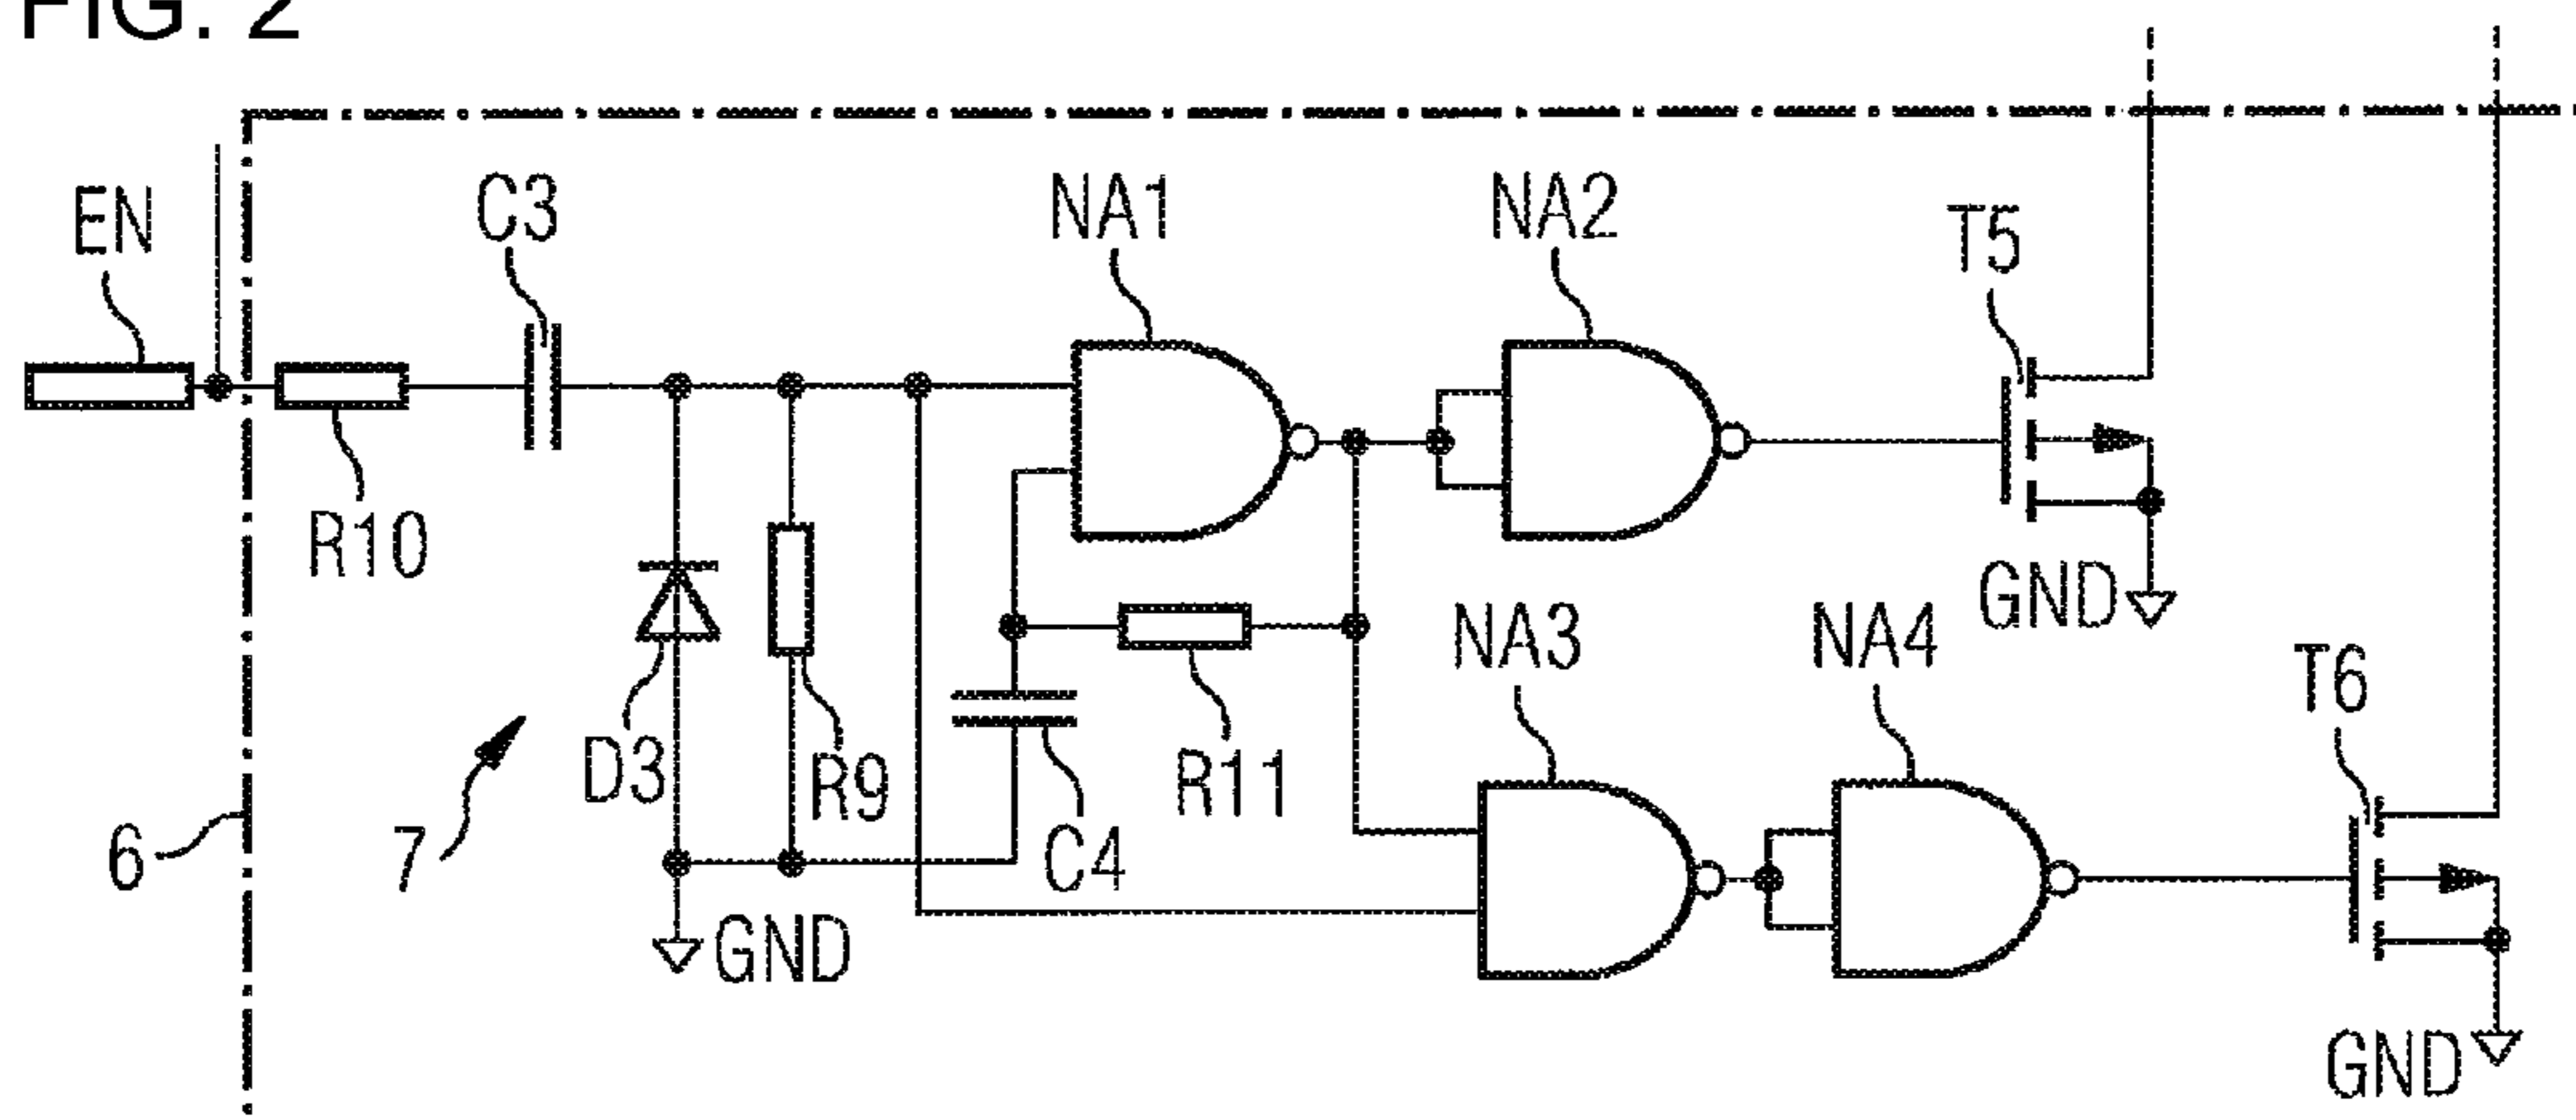 FIG. 2
EN
C3
NA1
NA2
T5
R10
GND
NA3
NA4
T6
D3
R9
R11
C4
6
7
GND
GND